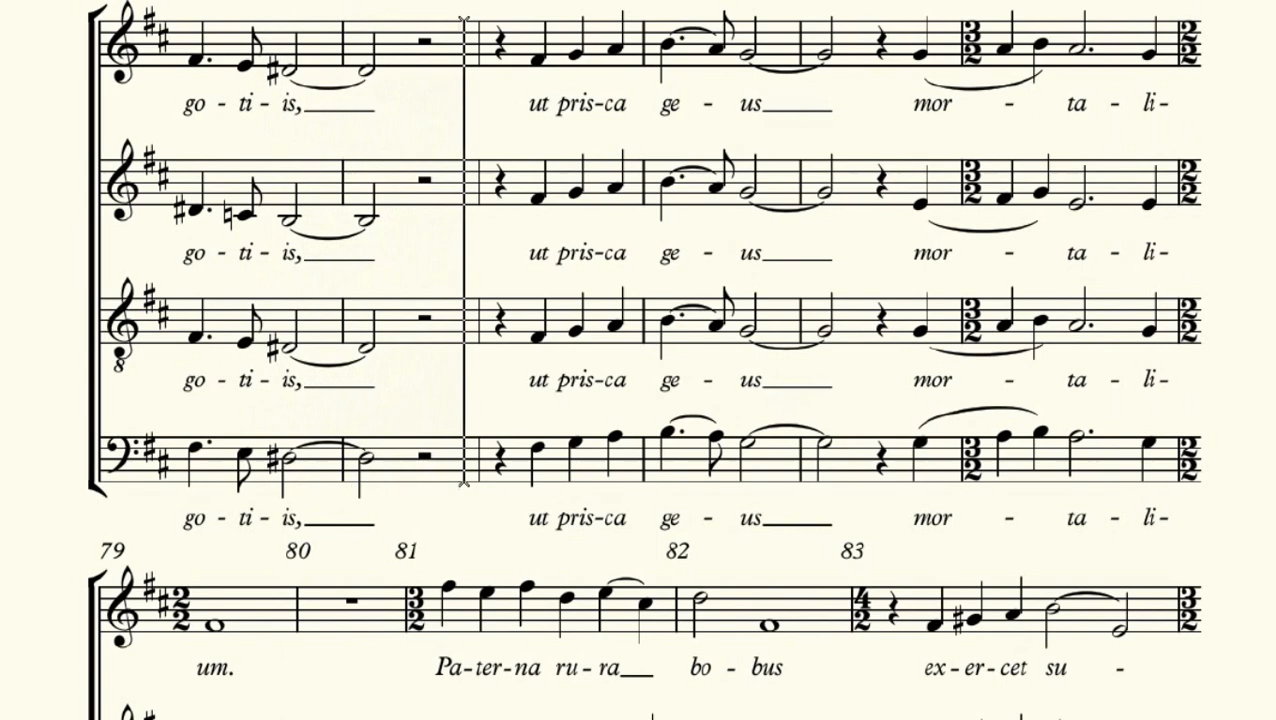 go - ti - is, ut pris-ca ge - us mor - ta - li-
go - ti - is, ut pris-ca ge - us mor - ta - li-
go - ti - is, ut pris-ca ge - us mor - ta - li-
go - ti - is, ut pris-ca ge - us mor - ta - li-
79 80 81 82 83
um. Pa-ter-na ru-ra bo - bus ex-er-cet su -